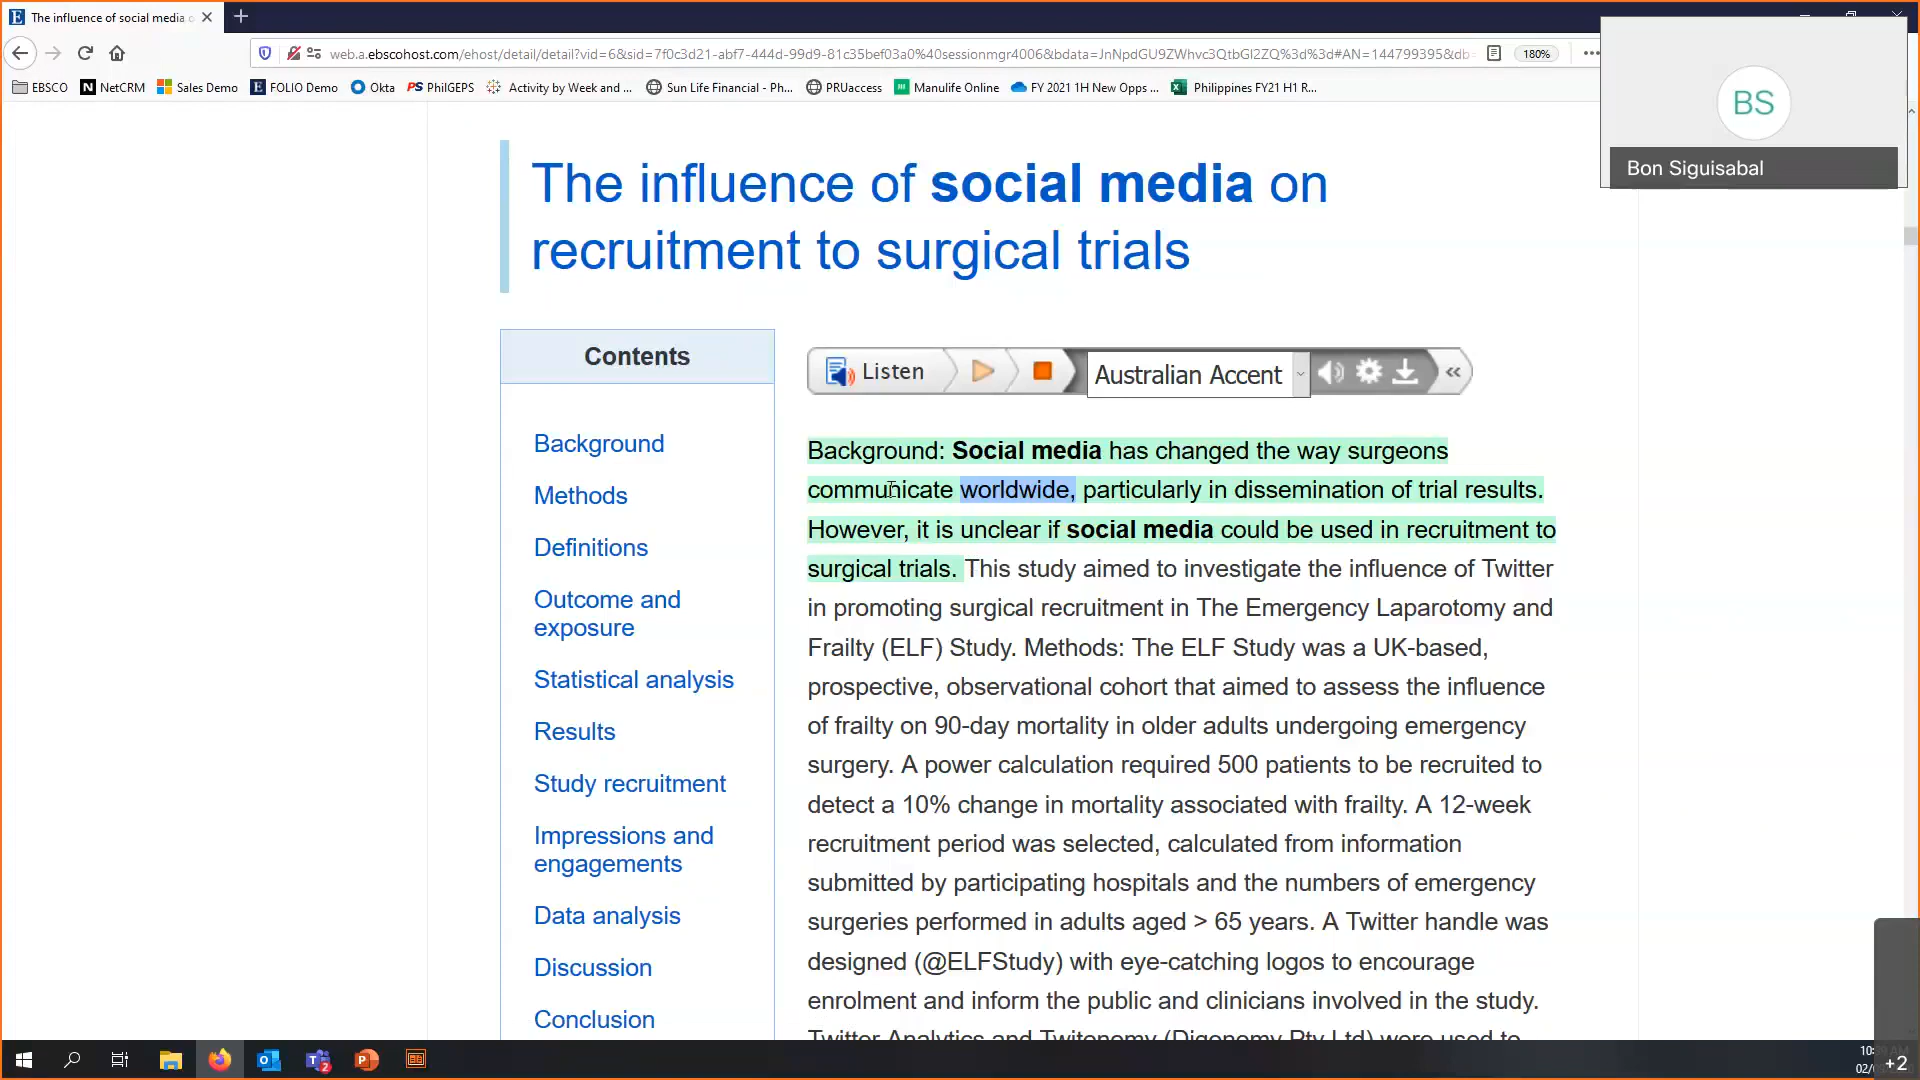 The influence of social media o
web.a.ebscohost.com/ehost/detail/detail?vid=6&sid=7f0c3d21-abf7-444d-99d9-81c35bef03a0%40sessionmgr4006&bdata=JnNpdGU9ZWhvc3QtbGl2ZQ%3d%3d#AN=144799395&db=
180%
EBSCO
NetCRM
Sales Demo
FOLIO Demo
Okta
PhilGEPS
Activity by Week and ...
Sun Life Financial - Ph...
PRUaccess
Manulife Online
FY 2021 1H New Opps ...
Philippines FY21 H1 R...
BS
Bon Siguisabal
The influence of social media on
recruitment to surgical trials
Contents
Background
Methods
Definitions
Outcome and
exposure
Statistical analysis
Results
Study recruitment
Impressions and
engagements
Data analysis
Discussion
Conclusion
Listen
Australian Accent
Background: Social media has changed the way surgeons
communicate worldwide, particularly in dissemination of trial results.
However, it is unclear if social media could be used in recruitment to
surgical trials. This study aimed to investigate the influence of Twitter
in promoting surgical recruitment in The Emergency Laparotomy and
Frailty (ELF) Study. Methods: The ELF Study was a UK-based,
prospective, observational cohort that aimed to assess the influence
of frailty on 90-day mortality in older adults undergoing emergency
surgery. A power calculation required 500 patients to be recruited to
detect a 10% change in mortality associated with frailty. A 12-week
recruitment period was selected, calculated from information
submitted by participating hospitals and the numbers of emergency
surgeries performed in adults aged > 65 years. A Twitter handle was
designed (@ELFStudy) with eye-catching logos to encourage
enrolment and inform the public and clinicians involved in the study.
Twitter Analytics and Twitonomy (Digonomy Pty Ltd) were used to
+2